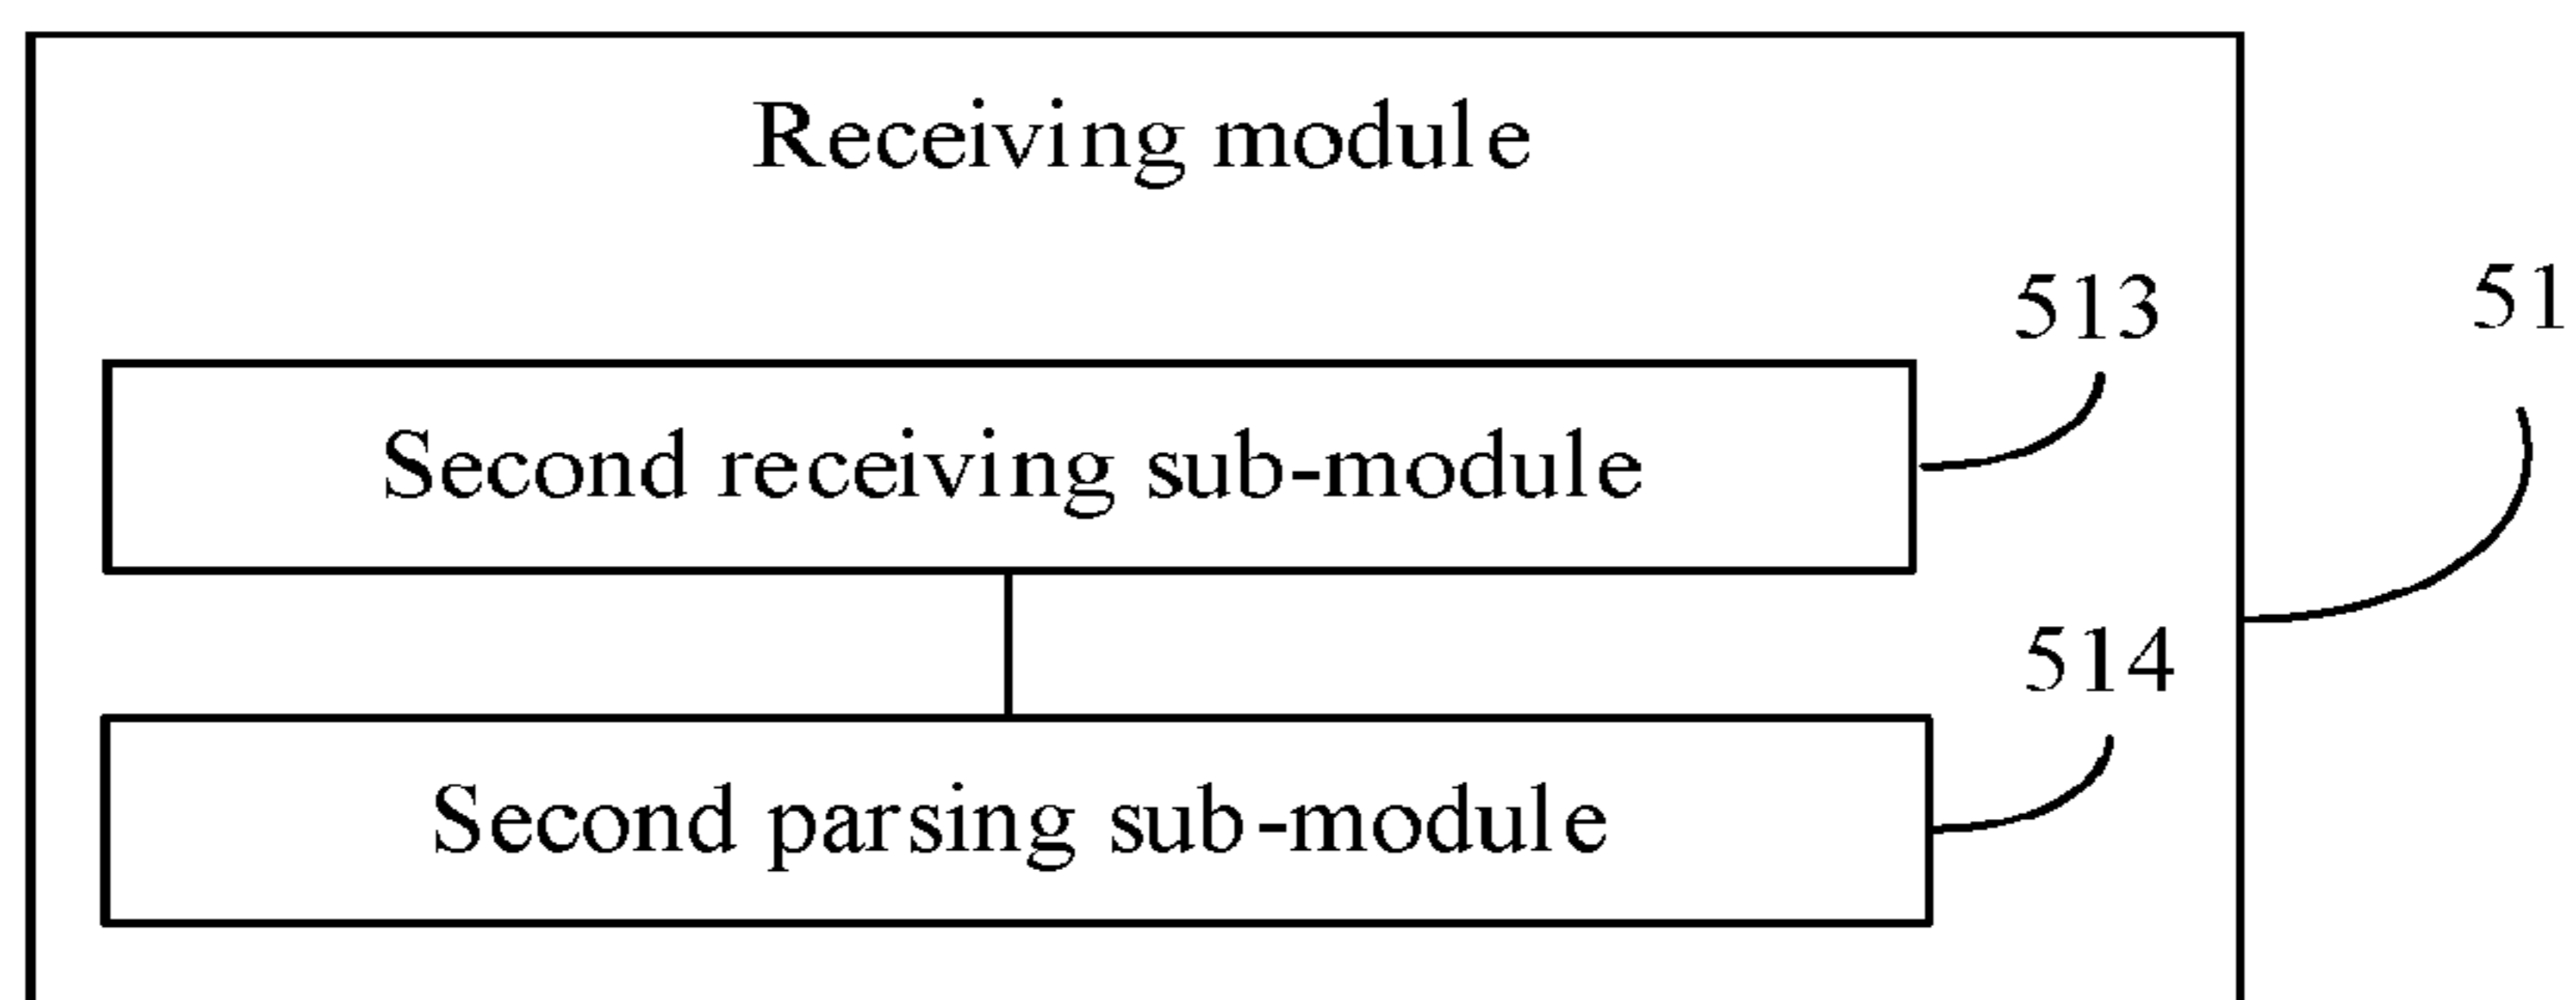 Receiving module
513
51
Second receiving sub-module
514
Second parsing sub-module